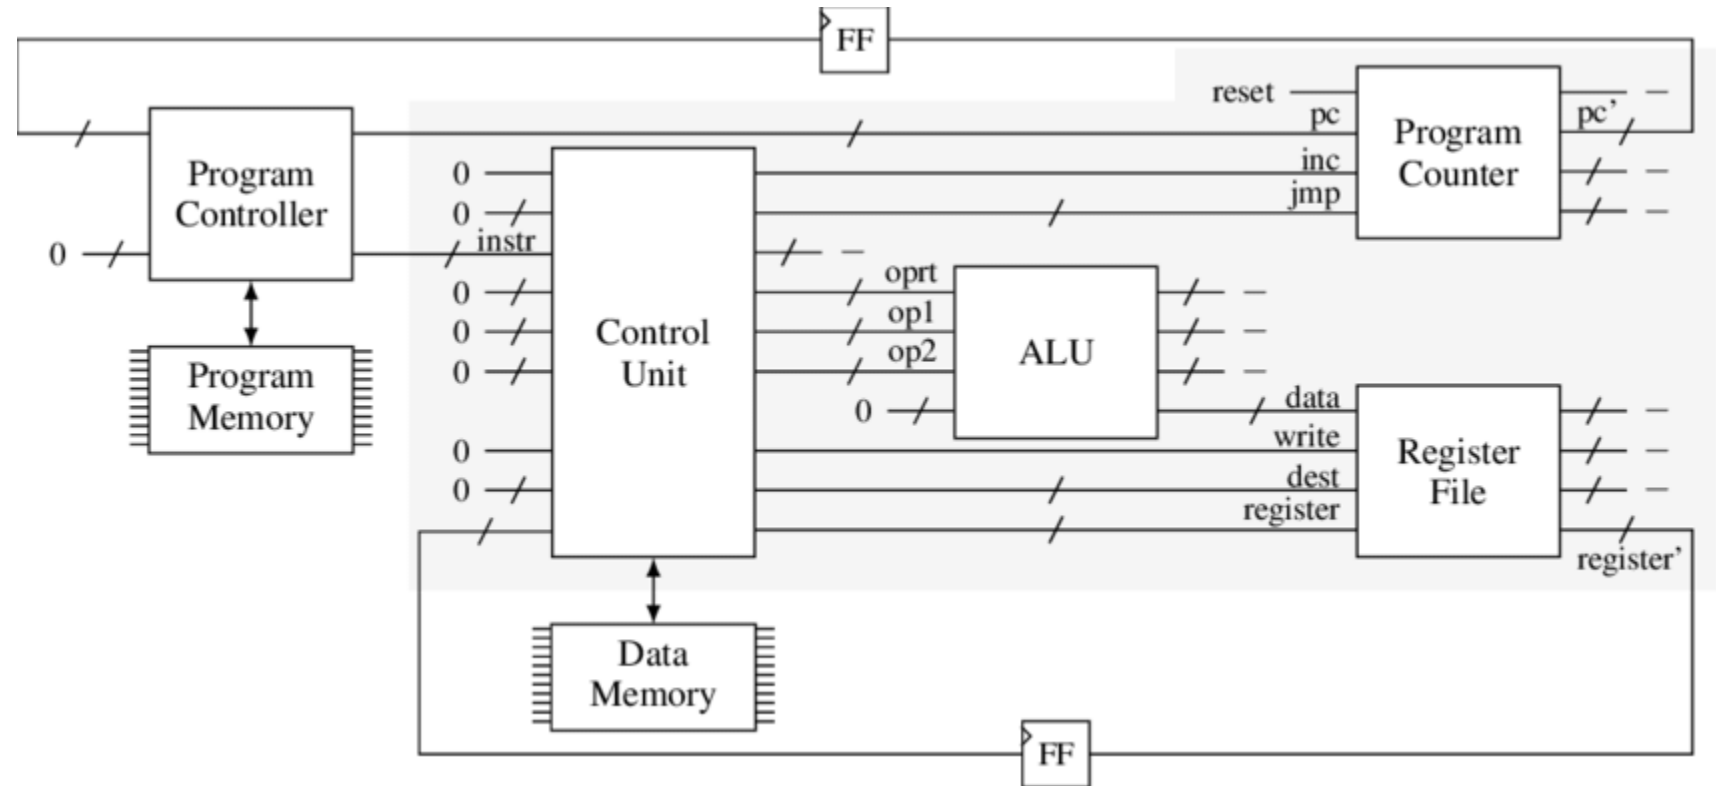 FF
reset
pc
pc’
Program
Counter
inc
jmp
Program
Controller
0
0
instr
0
oprt
0
op1
0
op2
0
Control
Unit
ALU
Program
Memory
0
data
0
write
0
dest
register
Register
File
register’
Data
Memory
FF